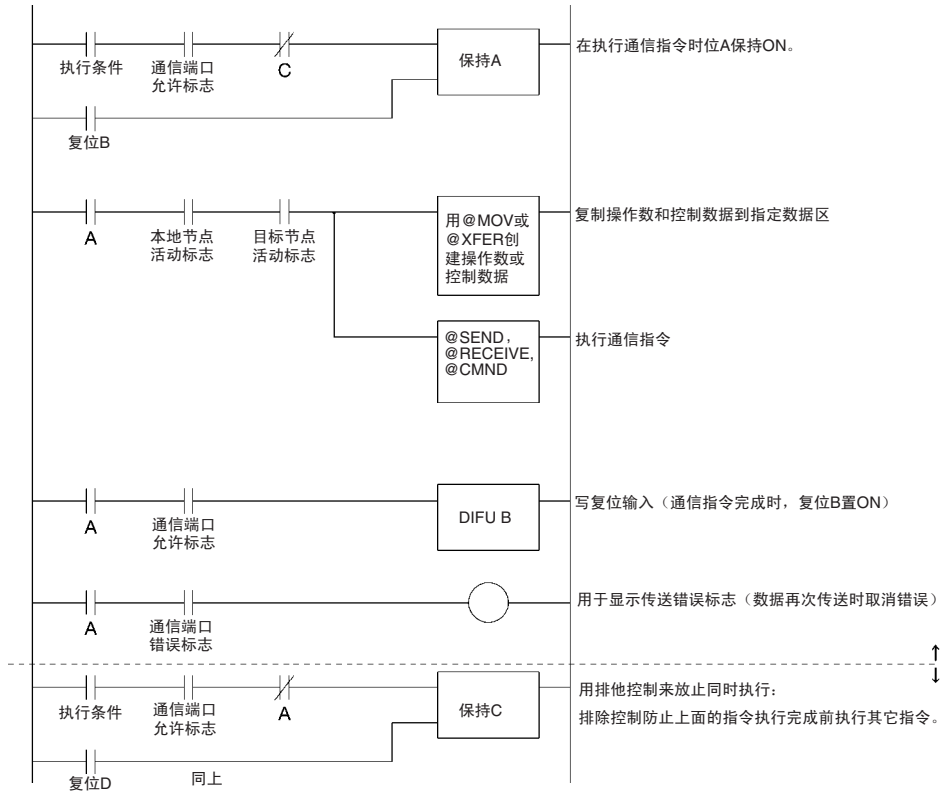 在执行通信指令时位A保持ON。
保持A
执行条件
通信端口
允许标志
C
复位B
用@MOV或
@XFER创
建操作数或
控制数据
复制操作数和控制数据到指定数据区
A
本地节点
活动标志
目标节点
活动标志
@SEND，
@RECEIVE,
@CMND
执行通信指令
DIFU B
写复位输入（通信指令完成时，复位B置ON）
A
通信端口
允许标志
用于显示传送错误标志（数据再次传送时取消错误）
A
通信端口
错误标志
↑
↓
用排他控制来放止同时执行：
排除控制防止上面的指令执行完成前执行其它指令。
保持C
执行条件
通信端口
允许标志
A
复位D
同上